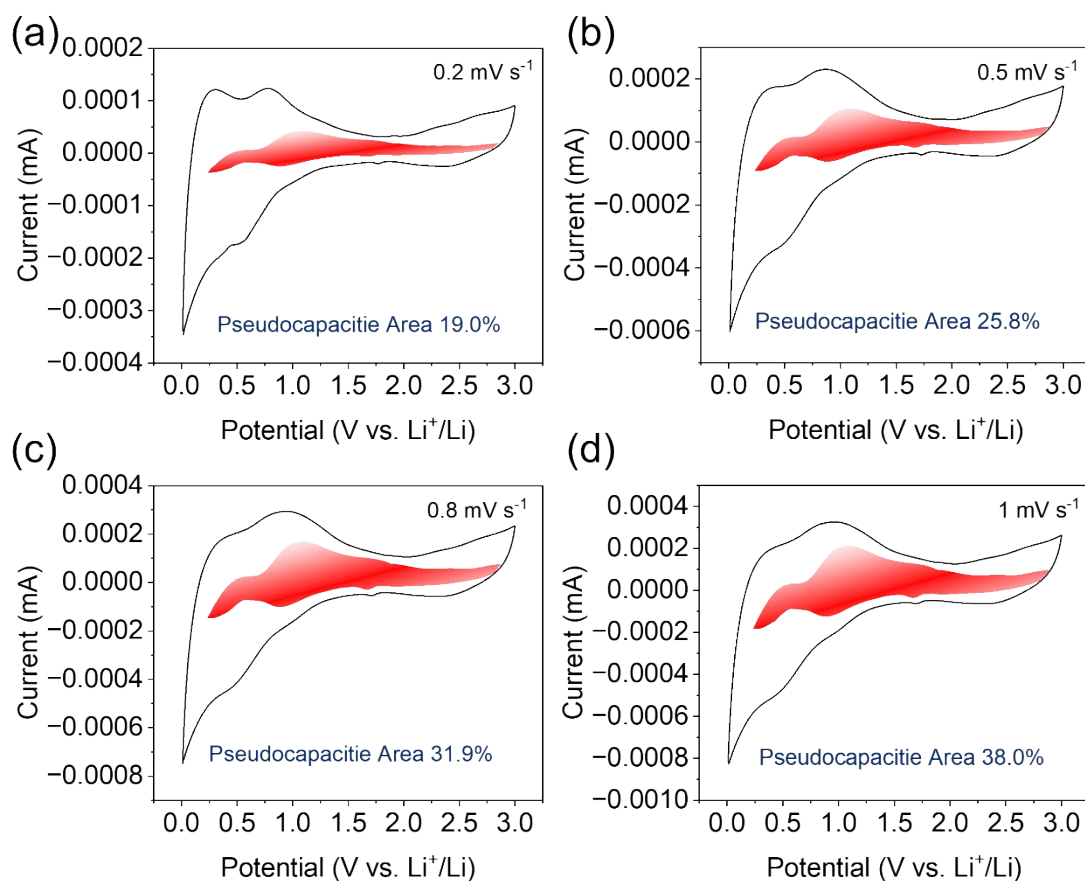 (a)
0.2 mV s⁻¹
0.0002
0.0001
0.0000
−0.0001
−0.0002
−0.0003
−0.0004
Current (mA)
Pseudocapacitie Area 19.0%
0.0 0.5 1.0 1.5 2.0 2.5 3.0
Potential (V vs. Li⁺/Li)
(b)
0.5 mV s⁻¹
0.0002
0.0000
−0.0002
−0.0004
−0.0006
Current (mA)
Pseudocapacitie Area 25.8%
0.0 0.5 1.0 1.5 2.0 2.5 3.0
Potential (V vs. Li⁺/Li)
(c)
0.8 mV s⁻¹
0.0004
0.0002
0.0000
−0.0002
−0.0004
−0.0006
−0.0008
Current (mA)
Pseudocapacitie Area 31.9%
0.0 0.5 1.0 1.5 2.0 2.5 3.0
Potential (V vs. Li⁺/Li)
(d)
1 mV s⁻¹
0.0004
0.0002
0.0000
−0.0002
−0.0004
−0.0006
−0.0008
−0.0010
Current (mA)
Pseudocapacitie Area 38.0%
0.0 0.5 1.0 1.5 2.0 2.5 3.0
Potential (V vs. Li⁺/Li)